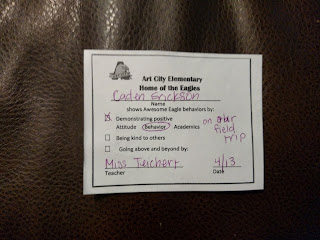 Art City Elementary
Home of the Eagles
Caden Erickson
Name
shows Awesome Eagle behaviors by:
Demonstrating positive
Attitude Behavior Academics
on our
field
trip
Being kind to others
Going above and beyond by:
Miss Teichert 4/13
Teacher Date